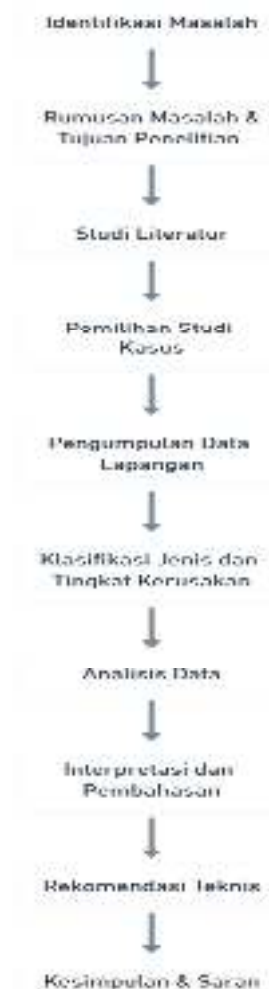 Identifikasi Masalah
Rumusan Masalah &
Tujuan Penelitian
Studi Literatur
Pemilihan Studi
Kasus
Pengumpulan Data
Lapangan
Klasifikasi Jenis dan
Tingkat Kerusakan
Analisis Data
Interpretasi dan
Pembahasan
Rekomendasi Teknis
Kesimpulan & Saran